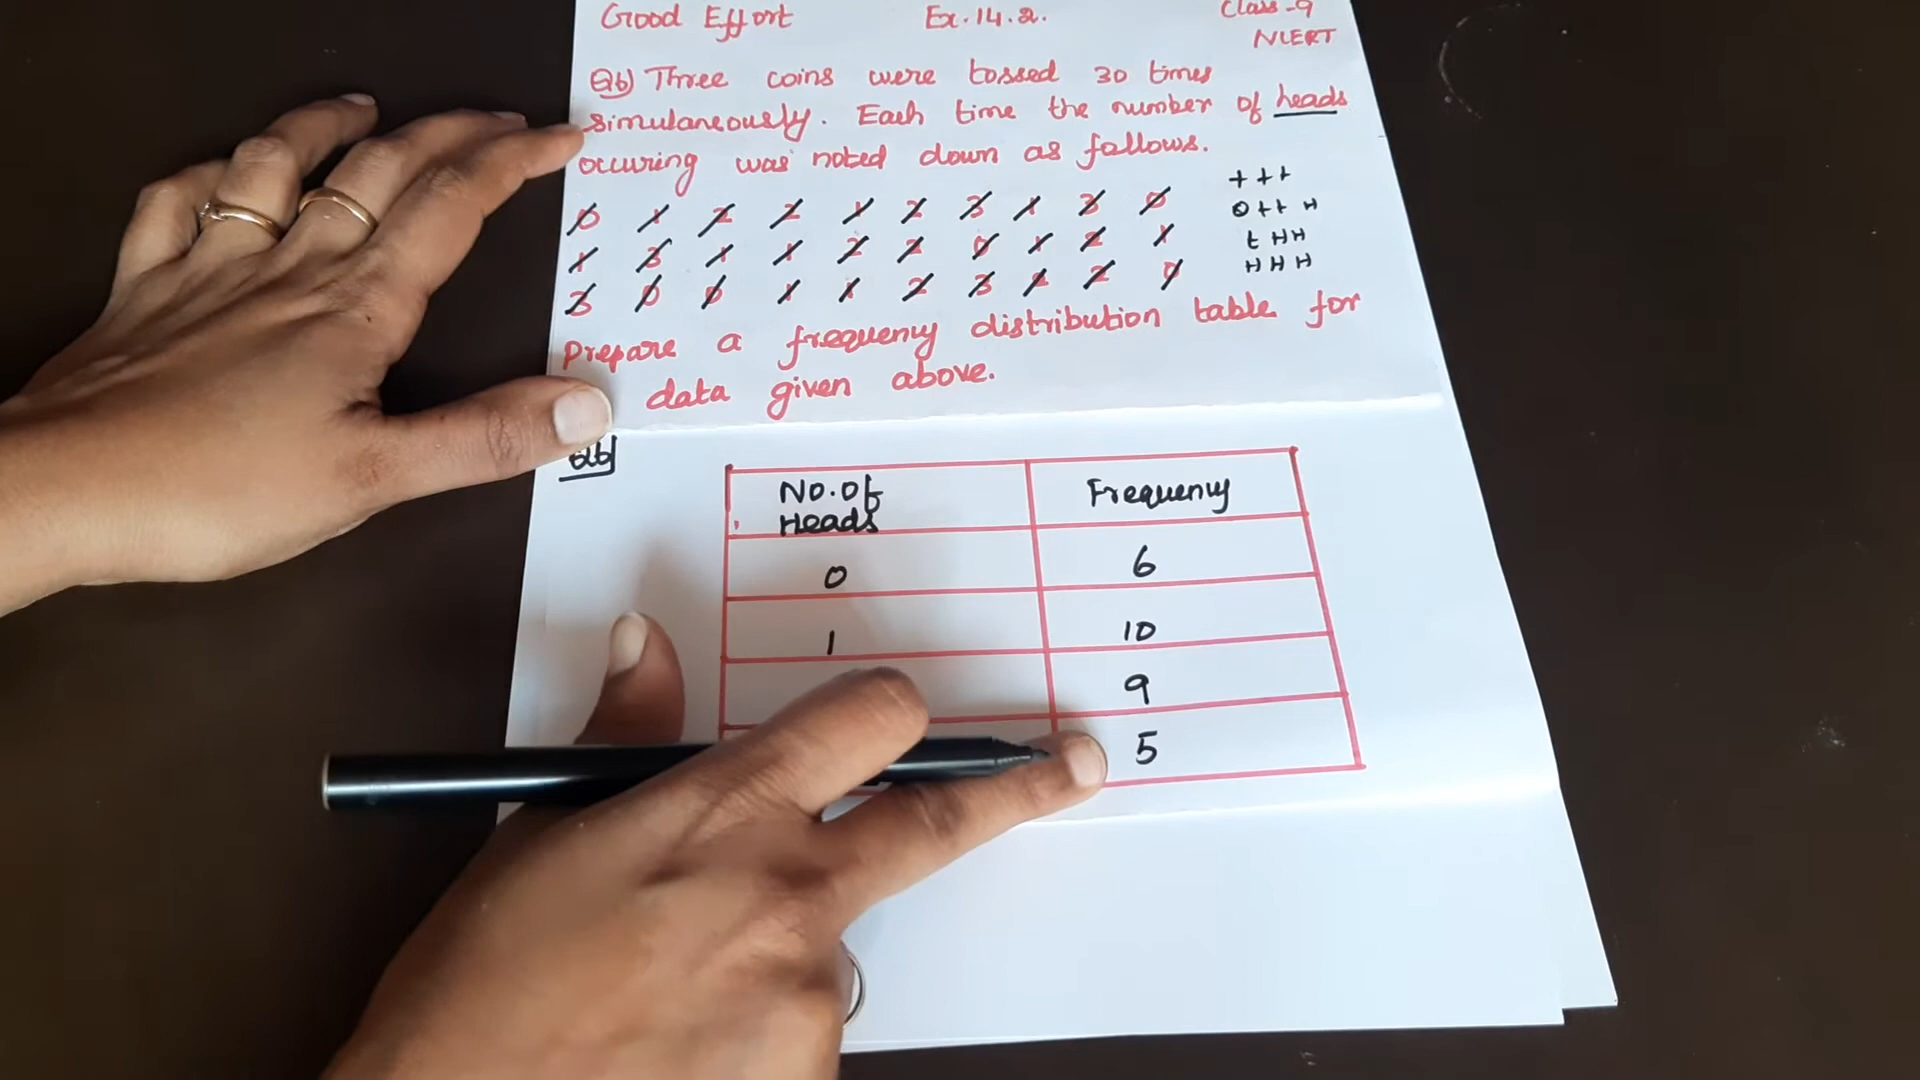 Good Effort Ex.14.2. Class-9
NCERT
Q6) Three coins were tossed 30 times
simulaneously. Each time the number of heads
occuring was noted down as follows.
0 1 2 2 1 2 3 1 3 0
1 3 1 1 2 2 0 1 2 1
3 0 0 1 1 2 3 2 2 0
+++
0 ++ H
t HH
HHH
Prepare a frequency distribution table for
data given above.
Q6)
No. Of Heads Frequency
0 6
1 10
9
5